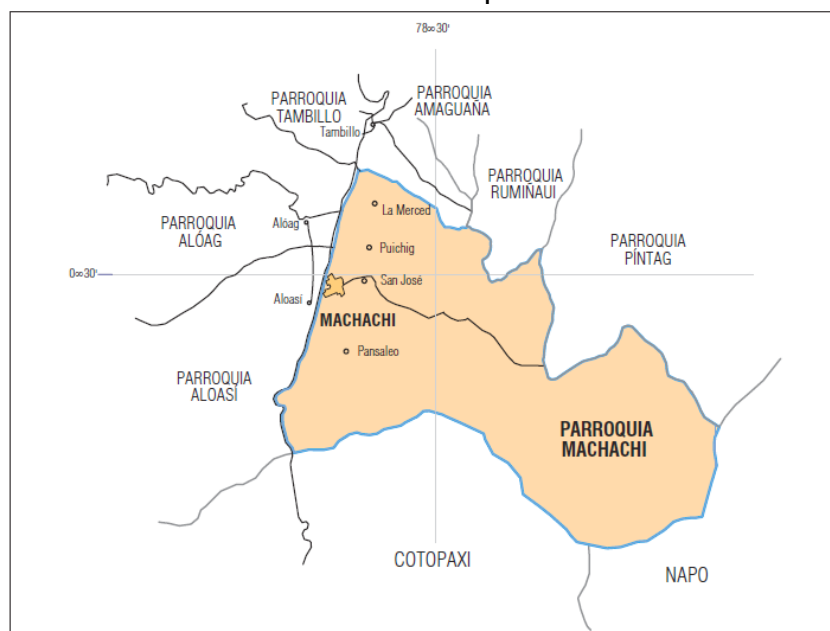 78∞30'
PARROQUIA
TAMBILLO
PARROQUIA
AMAGUAÑA
Tambillo
PARROQUIA
RUMIÑAUI
La Merced
PARROQUIA
ALÓAG
Alóag
PARROQUIA
PÍNTAG
Puichig
0∞30'
San José
Aloasí
MACHACHI
Pansaleo
PARROQUIA
ALOASÍ
PARROQUIA
MACHACHI
COTOPAXI
NAPO